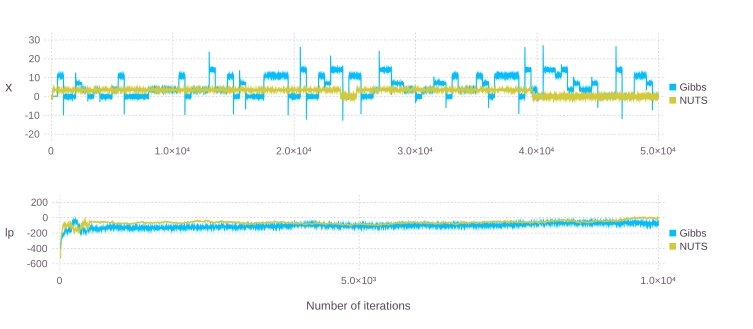 30
20
10
x 0
-10
-20
0 1.0×10⁴ 2.0×10⁴ 3.0×10⁴ 4.0×10⁴ 5.0×10⁴
Gibbs
NUTS
200
0
lp -200
-400
-600
0 5.0×10³ 1.0×10⁴
Gibbs
NUTS
Number of iterations